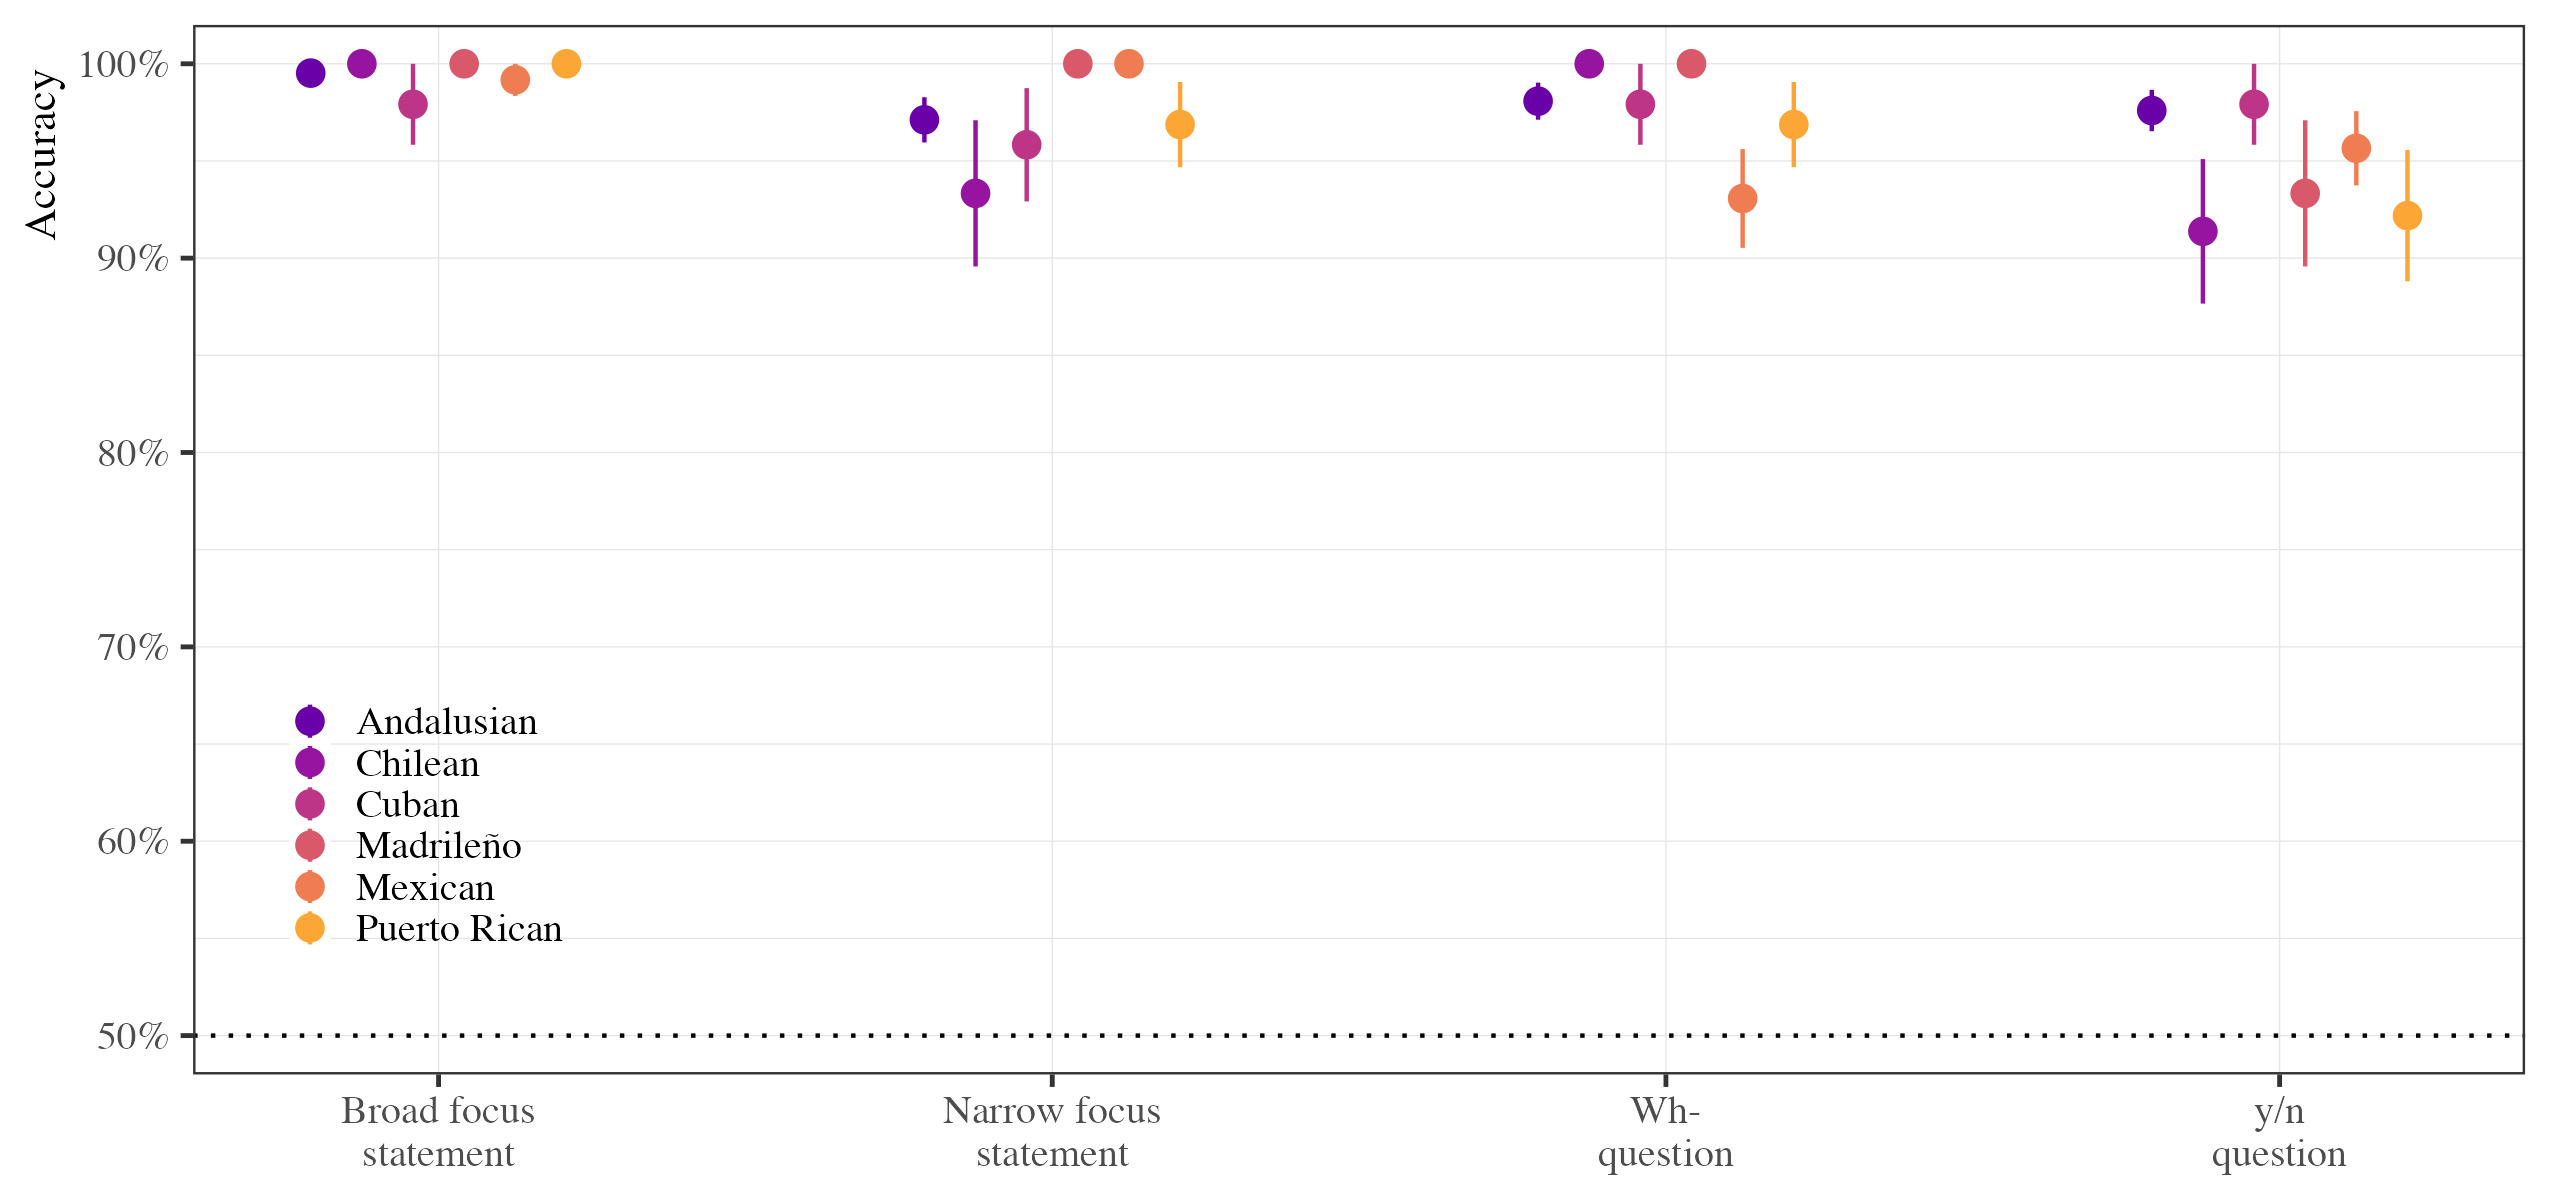 Accuracy
100%
90%
80%
70%
60%
50%
Andalusian
Chilean
Cuban
Madrileño
Mexican
Puerto Rican
Broad focus
statement
Narrow focus
statement
Wh-
question
y/n
question